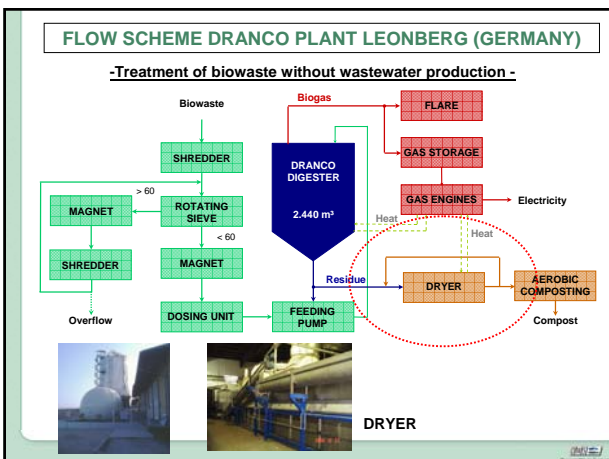 FLOW SCHEME DRANCO PLANT LEONBERG (GERMANY)
-Treatment of biowaste without wastewater production -
Biogas
Biowaste
FLARE
SHREDDER
DRANCO
DIGESTER
GAS STORAGE
> 60
MAGNET
ROTATING
SIEVE
2.440 m³
GAS ENGINES
Electricity
Heat
Heat
< 60
SHREDDER
MAGNET
Residue
DRYER
AEROBIC
COMPOSTING
Overflow
DOSING UNIT
FEEDING
PUMP
Compost
DRYER